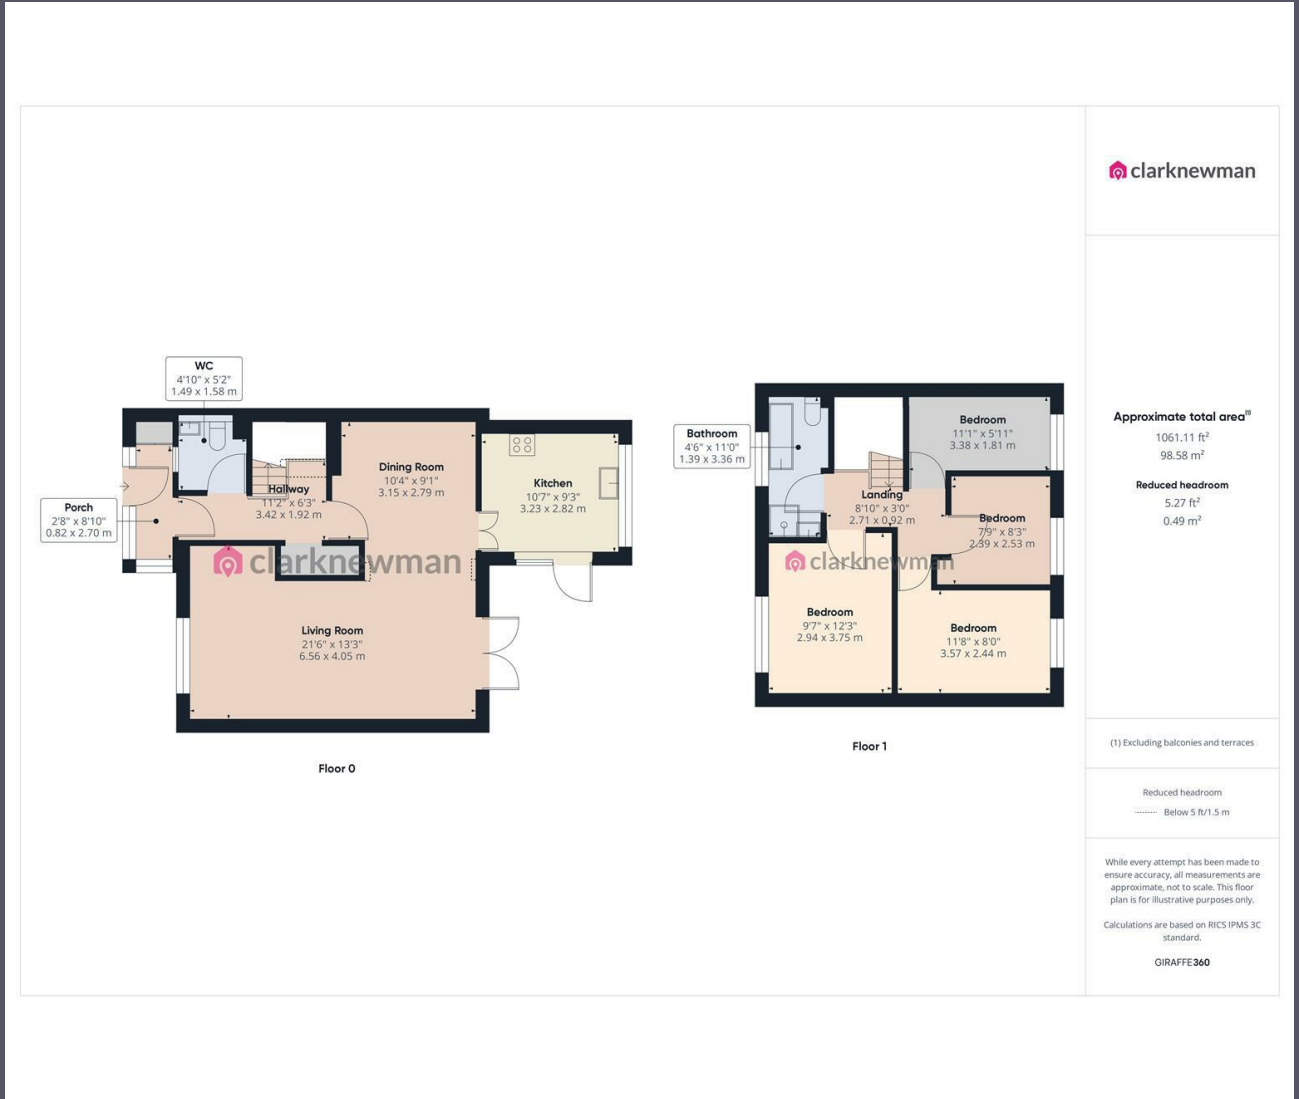 clarknewman
WC
4'10" x 5'2"
1.49 x 1.58 m
Porch
2'8" x 8'10"
0.82 x 2.70 m
Hallway
11'2" x 6'3"
3.42 x 1.92 m
Dining Room
10'4" x 9'1"
3.15 x 2.79 m
Kitchen
10'7" x 9'3"
3.23 x 2.82 m
clarknewman
Living Room
21'6" x 13'3"
6.56 x 4.05 m
Floor 0
Bathroom
4'6" x 11'0"
1.39 x 3.36 m
Bedroom
11'1" x 5'11"
3.38 x 1.81 m
Landing
8'10" x 3'0"
2.71 x 0.92 m
Bedroom
7'9" x 8'3"
2.39 x 2.53 m
clarknewman
Bedroom
9'7" x 12'3"
2.94 x 3.75 m
Bedroom
11'8" x 8'0"
3.57 x 2.44 m
Floor 1
Approximate total area(1)
1061.11 ft²
98.58 m²
Reduced headroom
5.27 ft²
0.49 m²
(1) Excluding balconies and terraces
Reduced headroom
Below 5 ft/1.5 m
While every attempt has been made to
ensure accuracy, all measurements are
approximate, not to scale. This floor
plan is for illustrative purposes only.
Calculations are based on RICS IPMS 3C
standard.
GIRAFFE360